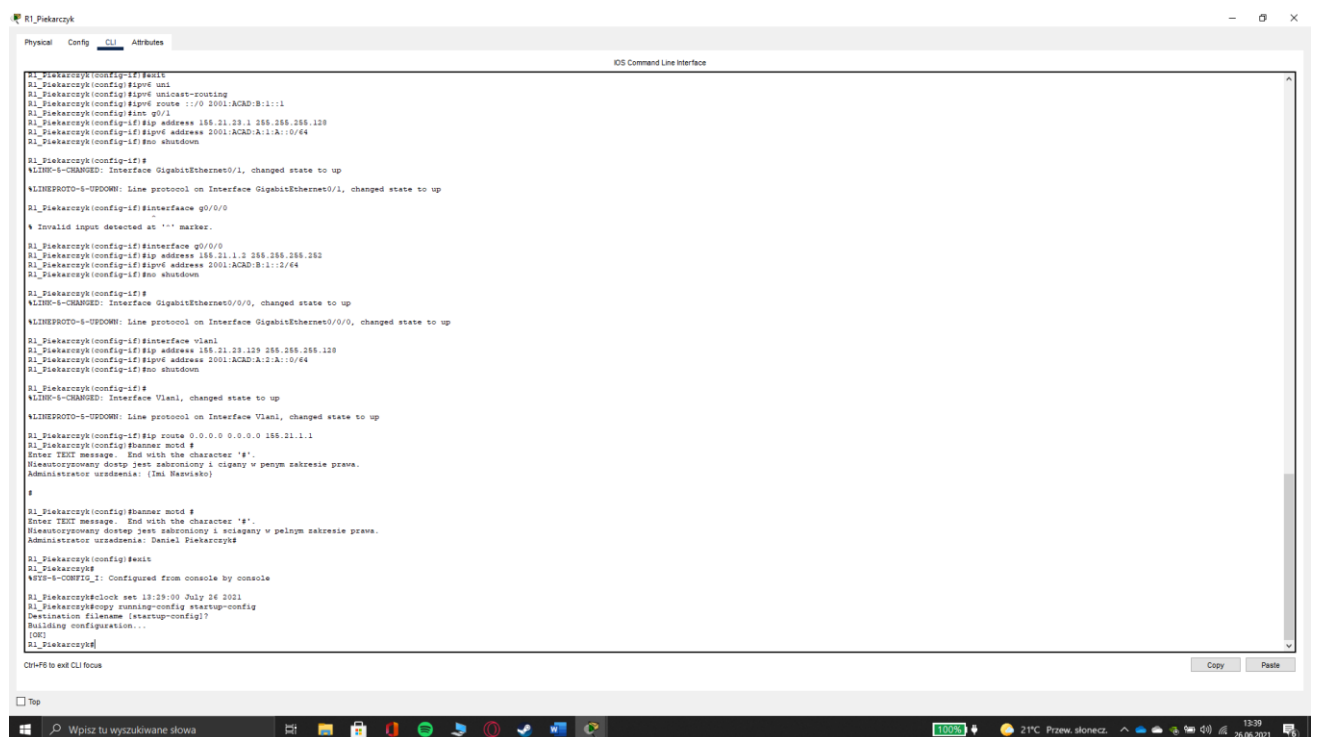 R1_Piekarczyk
Physical Config CLI Attributes
IOS Command Line Interface
R1_Piekarczyk(config-if)#exit
R1_Piekarczyk(config)#ipv6 uni
R1_Piekarczyk(config)#ipv6 unicast-routing
R1_Piekarczyk(config)#ipv6 route ::/0 2001:ACAD:B:1::1
R1_Piekarczyk(config)#int g0/1
R1_Piekarczyk(config-if)#ip address 155.21.23.1 255.255.255.128
R1_Piekarczyk(config-if)#ipv6 address 2001:ACAD:A:1:A::0/64
R1_Piekarczyk(config-if)#no shutdown
R1_Piekarczyk(config-if)#
%LINK-5-CHANGED: Interface GigabitEthernet0/1, changed state to up
%LINEPROTO-5-UPDOWN: Line protocol on Interface GigabitEthernet0/1, changed state to up
R1_Piekarczyk(config-if)#interfaace g0/0/0
^
% Invalid input detected at '^' marker.
R1_Piekarczyk(config-if)#interface g0/0/0
R1_Piekarczyk(config-if)#ip address 155.21.1.2 255.255.255.252
R1_Piekarczyk(config-if)#ipv6 address 2001:ACAD:B:1::2/64
R1_Piekarczyk(config-if)#no shutdown
R1_Piekarczyk(config-if)#
%LINK-5-CHANGED: Interface GigabitEthernet0/0/0, changed state to up
%LINEPROTO-5-UPDOWN: Line protocol on Interface GigabitEthernet0/0/0, changed state to up
R1_Piekarczyk(config-if)#interface vlan1
R1_Piekarczyk(config-if)#ip address 155.21.23.129 255.255.255.128
R1_Piekarczyk(config-if)#ipv6 address 2001:ACAD:A:2:A::0/64
R1_Piekarczyk(config-if)#no shutdown
R1_Piekarczyk(config-if)#
%LINK-5-CHANGED: Interface Vlan1, changed state to up
%LINEPROTO-5-UPDOWN: Line protocol on Interface Vlan1, changed state to up
R1_Piekarczyk(config-if)#ip route 0.0.0.0 0.0.0.0 155.21.1.1
R1_Piekarczyk(config)#banner motd #
Enter TEXT message. End with the character '#'.
Nieautoryzowany dostp jest zabroniony i cigany w penym zakresie prawa.
Administrator urzdzenia: (Imi Nazwisko)
#
R1_Piekarczyk(config)#banner motd #
Enter TEXT message. End with the character '#'.
Nieautoryzowany dostep jest zabroniony i sciagany w pelnym zakresie prawa.
Administrator urzadzenia: Daniel Piekarczyk#
R1_Piekarczyk(config)#exit
R1_Piekarczyk#
%SYS-5-CONFIG_I: Configured from console by console
R1_Piekarczyk#clock set 13:29:00 July 26 2021
R1_Piekarczyk#copy running-config startup-config
Destination filename [startup-config]?
Building configuration...
[OK]
R1_Piekarczyk#
Ctrl+F6 to exit CLI focus
Copy Paste
Top
Wpisz tu wyszukiwane słowa
100%
21°C Przew. słonecz.
13:39
26.06.2021